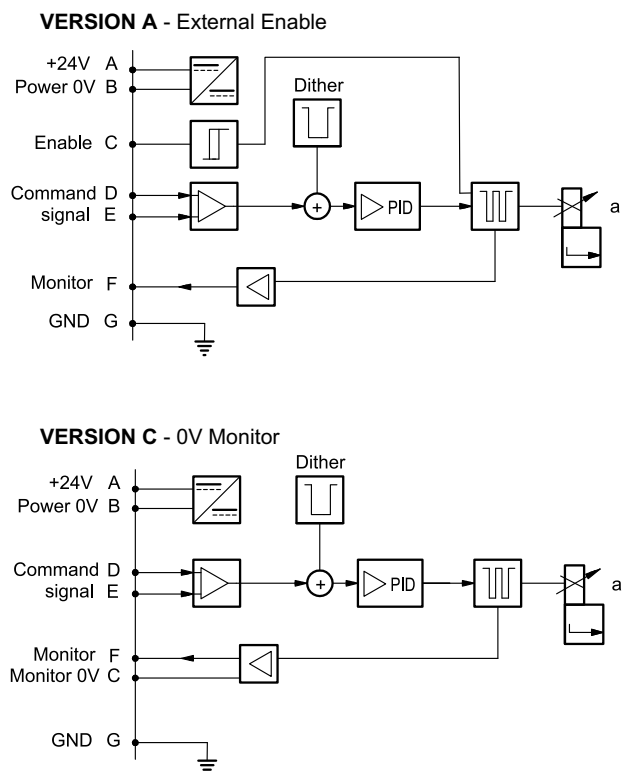 VERSION A - External Enable
+24V A
Power 0V B
Dither
Enable C
Command D
signal E
+
PID
a
Monitor F
GND G
VERSION C - 0V Monitor
+24V A
Power 0V B
Dither
Command D
signal E
+
PID
a
Monitor F
Monitor 0V C
GND G